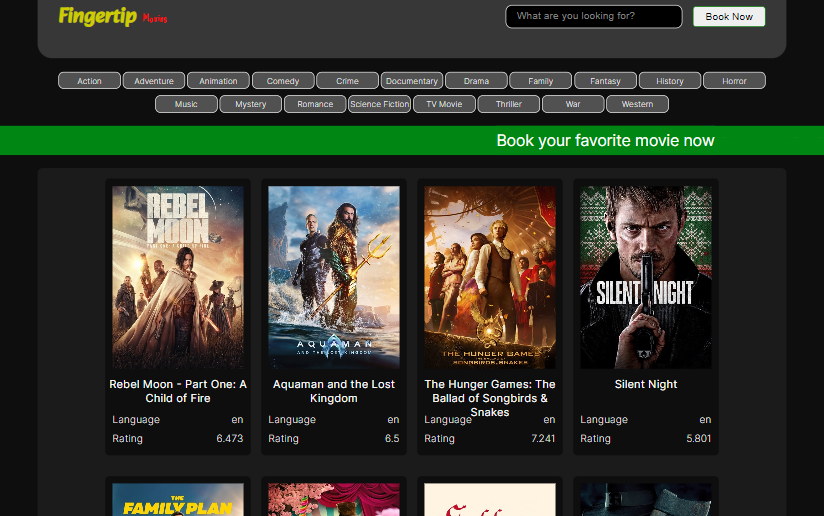 Fingertip Movies
What are you looking for?
Book Now
Action Adventure Animation Comedy Crime Documentary Drama Family Fantasy History Horror
Music Mystery Romance Science Fiction TV Movie Thriller War Western
Book your favorite movie now
REBEL
MOON
PART ONE: A CHILD OF FIRE
AQUAMAN
AND THE LOST KINGDOM
THE HUNGER GAMES
SONGBIRDS & SNAKES
SILENT NIGHT
Rebel Moon - Part One: A
Child of Fire
Language en
Rating 6.473
Aquaman and the Lost
Kingdom
Language en
Rating 6.5
The Hunger Games: The
Ballad of Songbirds &
Snakes
Language en
Rating 7.241
Silent Night
Language en
Rating 5.801
THE
FAMILY PLAN